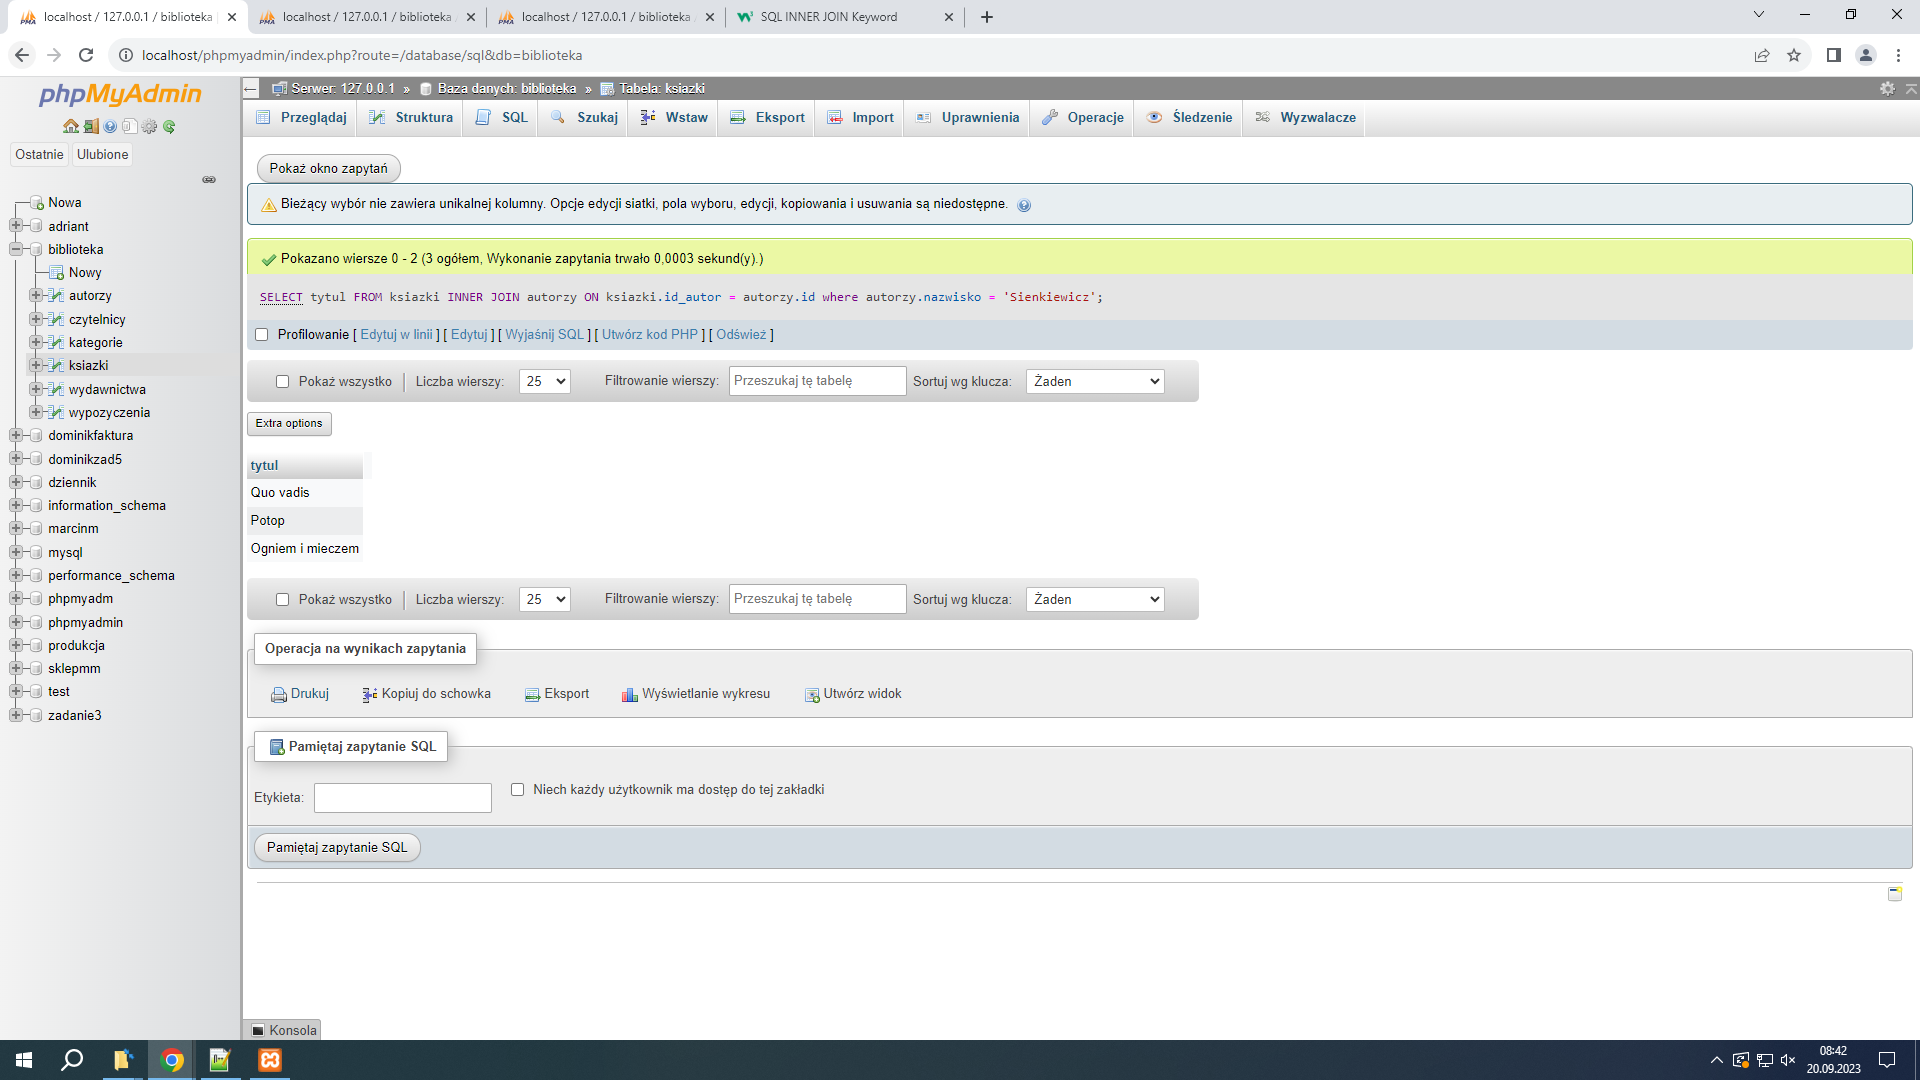 localhost / 127.0.0.1 / biblioteka
localhost / 127.0.0.1 / biblioteka
localhost / 127.0.0.1 / biblioteka
SQL INNER JOIN Keyword
localhost/phpmyadmin/index.php?route=/database/sql&db=biblioteka
phpMyAdmin
Ostatnie Ulubione
Nowa
adriant
biblioteka
Nowy
autorzy
czytelnicy
kategorie
ksiazki
wydawnictwa
wypozyczenia
dominikfaktura
dominikzad5
dziennik
information_schema
marcinm
mysql
performance_schema
phpmyadm
phpmyadmin
produkcja
sklepmm
test
zadanie3
Serwer: 127.0.0.1 » Baza danych: biblioteka » Tabela: ksiazki
Przeglądaj Struktura SQL Szukaj Wstaw Eksport Import Uprawnienia Operacje Śledzenie Wyzwalacze
Pokaż okno zapytań
Bieżący wybór nie zawiera unikalnej kolumny. Opcje edycji siatki, pola wyboru, edycji, kopiowania i usuwania są niedostępne.
Pokazano wiersze 0 - 2 (3 ogółem, Wykonanie zapytania trwało 0,0003 sekund(y).)
SELECT tytul FROM ksiazki INNER JOIN autorzy ON ksiazki.id_autor = autorzy.id where autorzy.nazwisko = 'Sienkiewicz';
Profilowanie [ Edytuj w linii ] [ Edytuj ] [ Wyjaśnij SQL ] [ Utwórz kod PHP ] [ Odśwież ]
Pokaż wszystko Liczba wierszy: 25 Filtrowanie wierszy: Przeszukaj tę tabelę Sortuj wg klucza: Żaden
Extra options
tytul
Quo vadis
Potop
Ogniem i mieczem
Pokaż wszystko Liczba wierszy: 25 Filtrowanie wierszy: Przeszukaj tę tabelę Sortuj wg klucza: Żaden
Operacja na wynikach zapytania
Drukuj Kopiuj do schowka Eksport Wyświetlanie wykresu Utwórz widok
Pamiętaj zapytanie SQL
Etykieta: Niech każdy użytkownik ma dostęp do tej zakładki
Pamiętaj zapytanie SQL
Konsola
08:42
20.09.2023